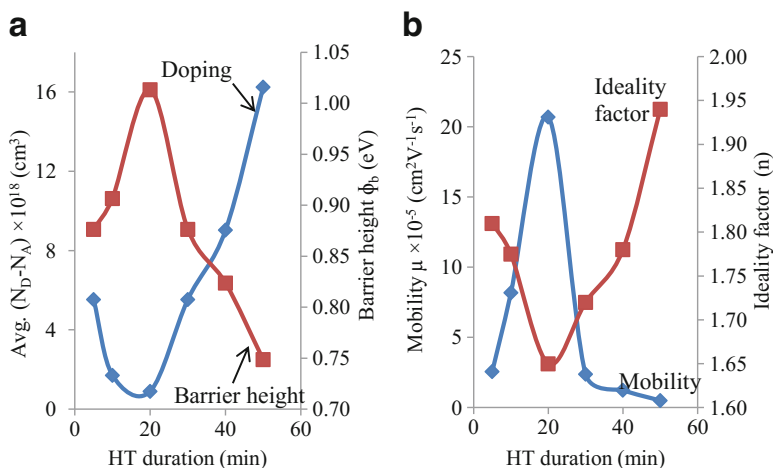 a
Avg. (N_D-N_A) ×10^18 (cm^3)
16
12
8
4
0
Doping
Barrier height
1.05
1.00
0.95
0.90
0.85
0.80
0.75
0.70
Barrier height ϕ_b (eV)
0
20
40
60
HT duration (min)
b
Mobility μ ×10^-5 (cm^2V^-1s^-1)
25
20
15
10
5
0
Ideality
factor
Mobility
2.00
1.95
1.90
1.85
1.80
1.75
1.70
1.65
1.60
Ideality factor (n)
0
20
40
60
HT duration (min)